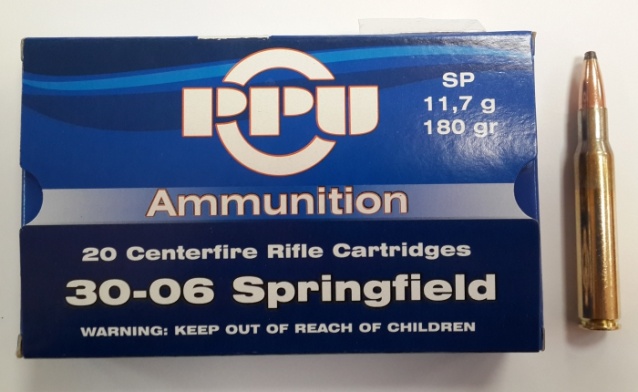 PPU
SP
11,7 g
180 gr
Ammunition
20 Centerfire Rifle Cartridges
30-06 Springfield
WARNING: KEEP OUT OF REACH OF CHILDREN